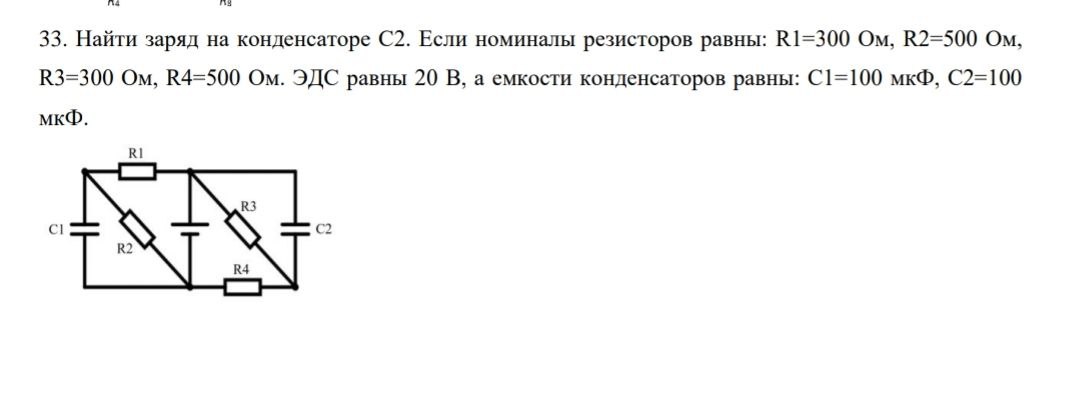 33. Найти заряд на конденсаторе С2. Если номиналы резисторов равны: R1=300 Ом, R2=500 Ом,
R3=300 Ом, R4=500 Ом. ЭДС равны 20 В, а емкости конденсаторов равны: С1=100 мкФ, С2=100
мкФ.
R1
R3
C1
C2
R2
R4